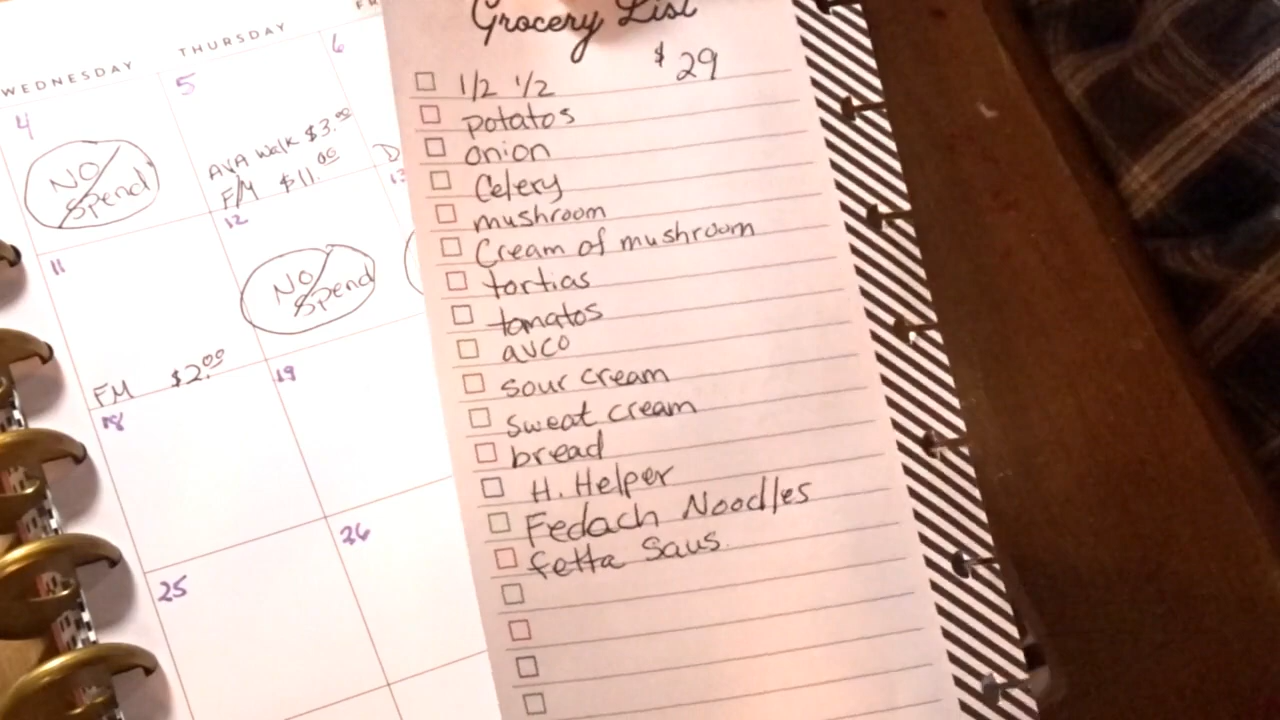 WEDNESDAY
THURSDAY
4
NO
Spend
5
AVA Walk $3.00
F/M $11.00
6
D
11
FM $2.00
12
NO
Spend
13
18
19
25
26
Grocery List
$29
1/2 1/2
potatos
onion
Celery
mushroom
Cream of mushroom
tortias
tomatos
avco
sour cream
sweat cream
bread
H. Helper
Fedach Noodles
fetta Saus.